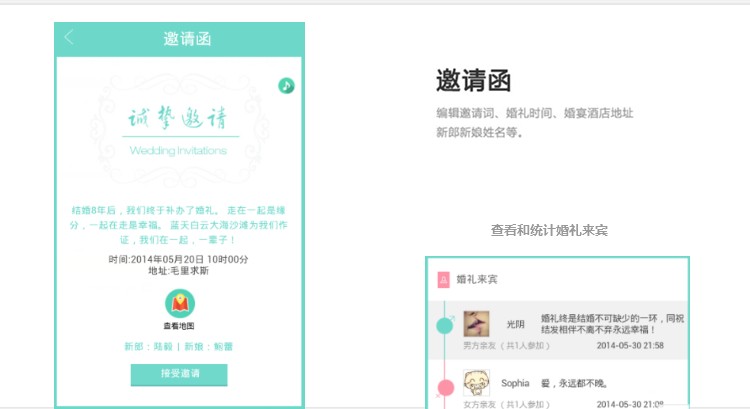 邀请函
诚挚邀请
Wedding Invitations
结婚8年后，我们终于补办了婚礼。 走在一起是缘
分，一起在走是幸福。 蓝天白云大海沙滩为我们作
证，我们在一起，一辈子！
时间:2014年05月20日 10时00分
地址:毛里求斯
查看地图
新郎：陆毅 | 新娘：鲍蕾
接受邀请
邀请函
编辑邀请词、婚礼时间、婚宴酒店地址
新郎新娘姓名等。
查看和统计婚礼来宾
婚礼来宾
光阴
婚礼终是结婚不可缺少的一环，同祝
结发相伴不离不弃永远幸福！
男方亲友（共1人参加）
2014-05-30 21:58
Sophia
爱，永远都不晚。
女方亲友（共1人参加）
2014-05-30 21:08